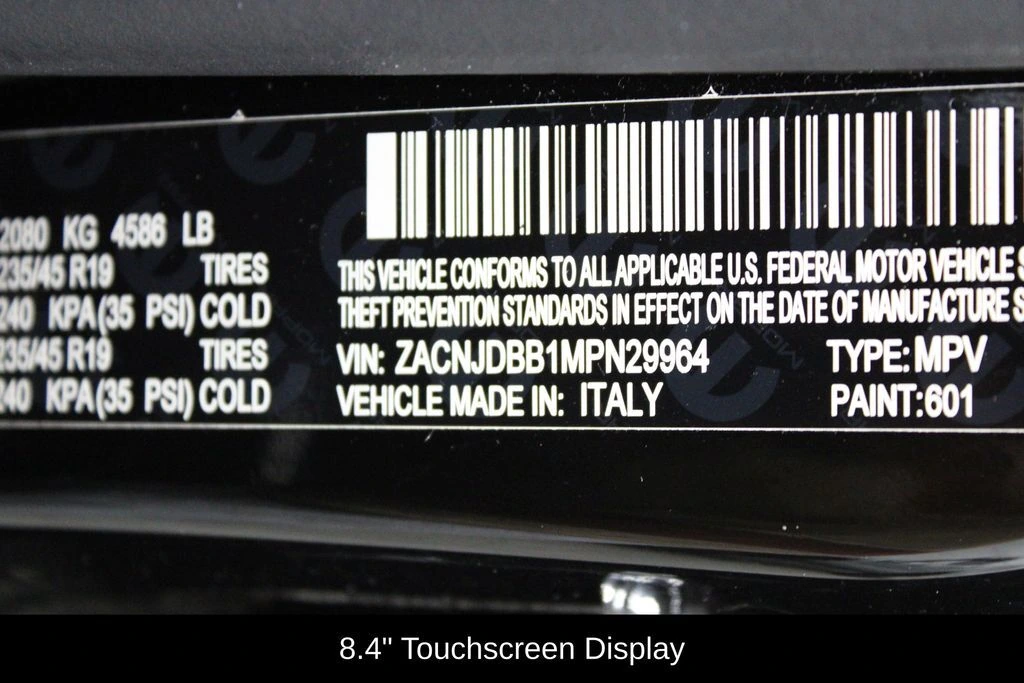 2080 KG 4586 LB
235/45 R19 TIRES
240 KPA(35 PSI) COLD
235/45 R19 TIRES
240 KPA(35 PSI) COLD
THIS VEHICLE CONFORMS TO ALL APPLICABLE U.S. FEDERAL MOTOR VEHICLE S
THEFT PREVENTION STANDARDS IN EFFECT ON THE DATE OF MANUFACTURE S
VIN: ZACNJDBB1MPN29964 TYPE: MPV
VEHICLE MADE IN: ITALY PAINT:601
8.4" Touchscreen Display